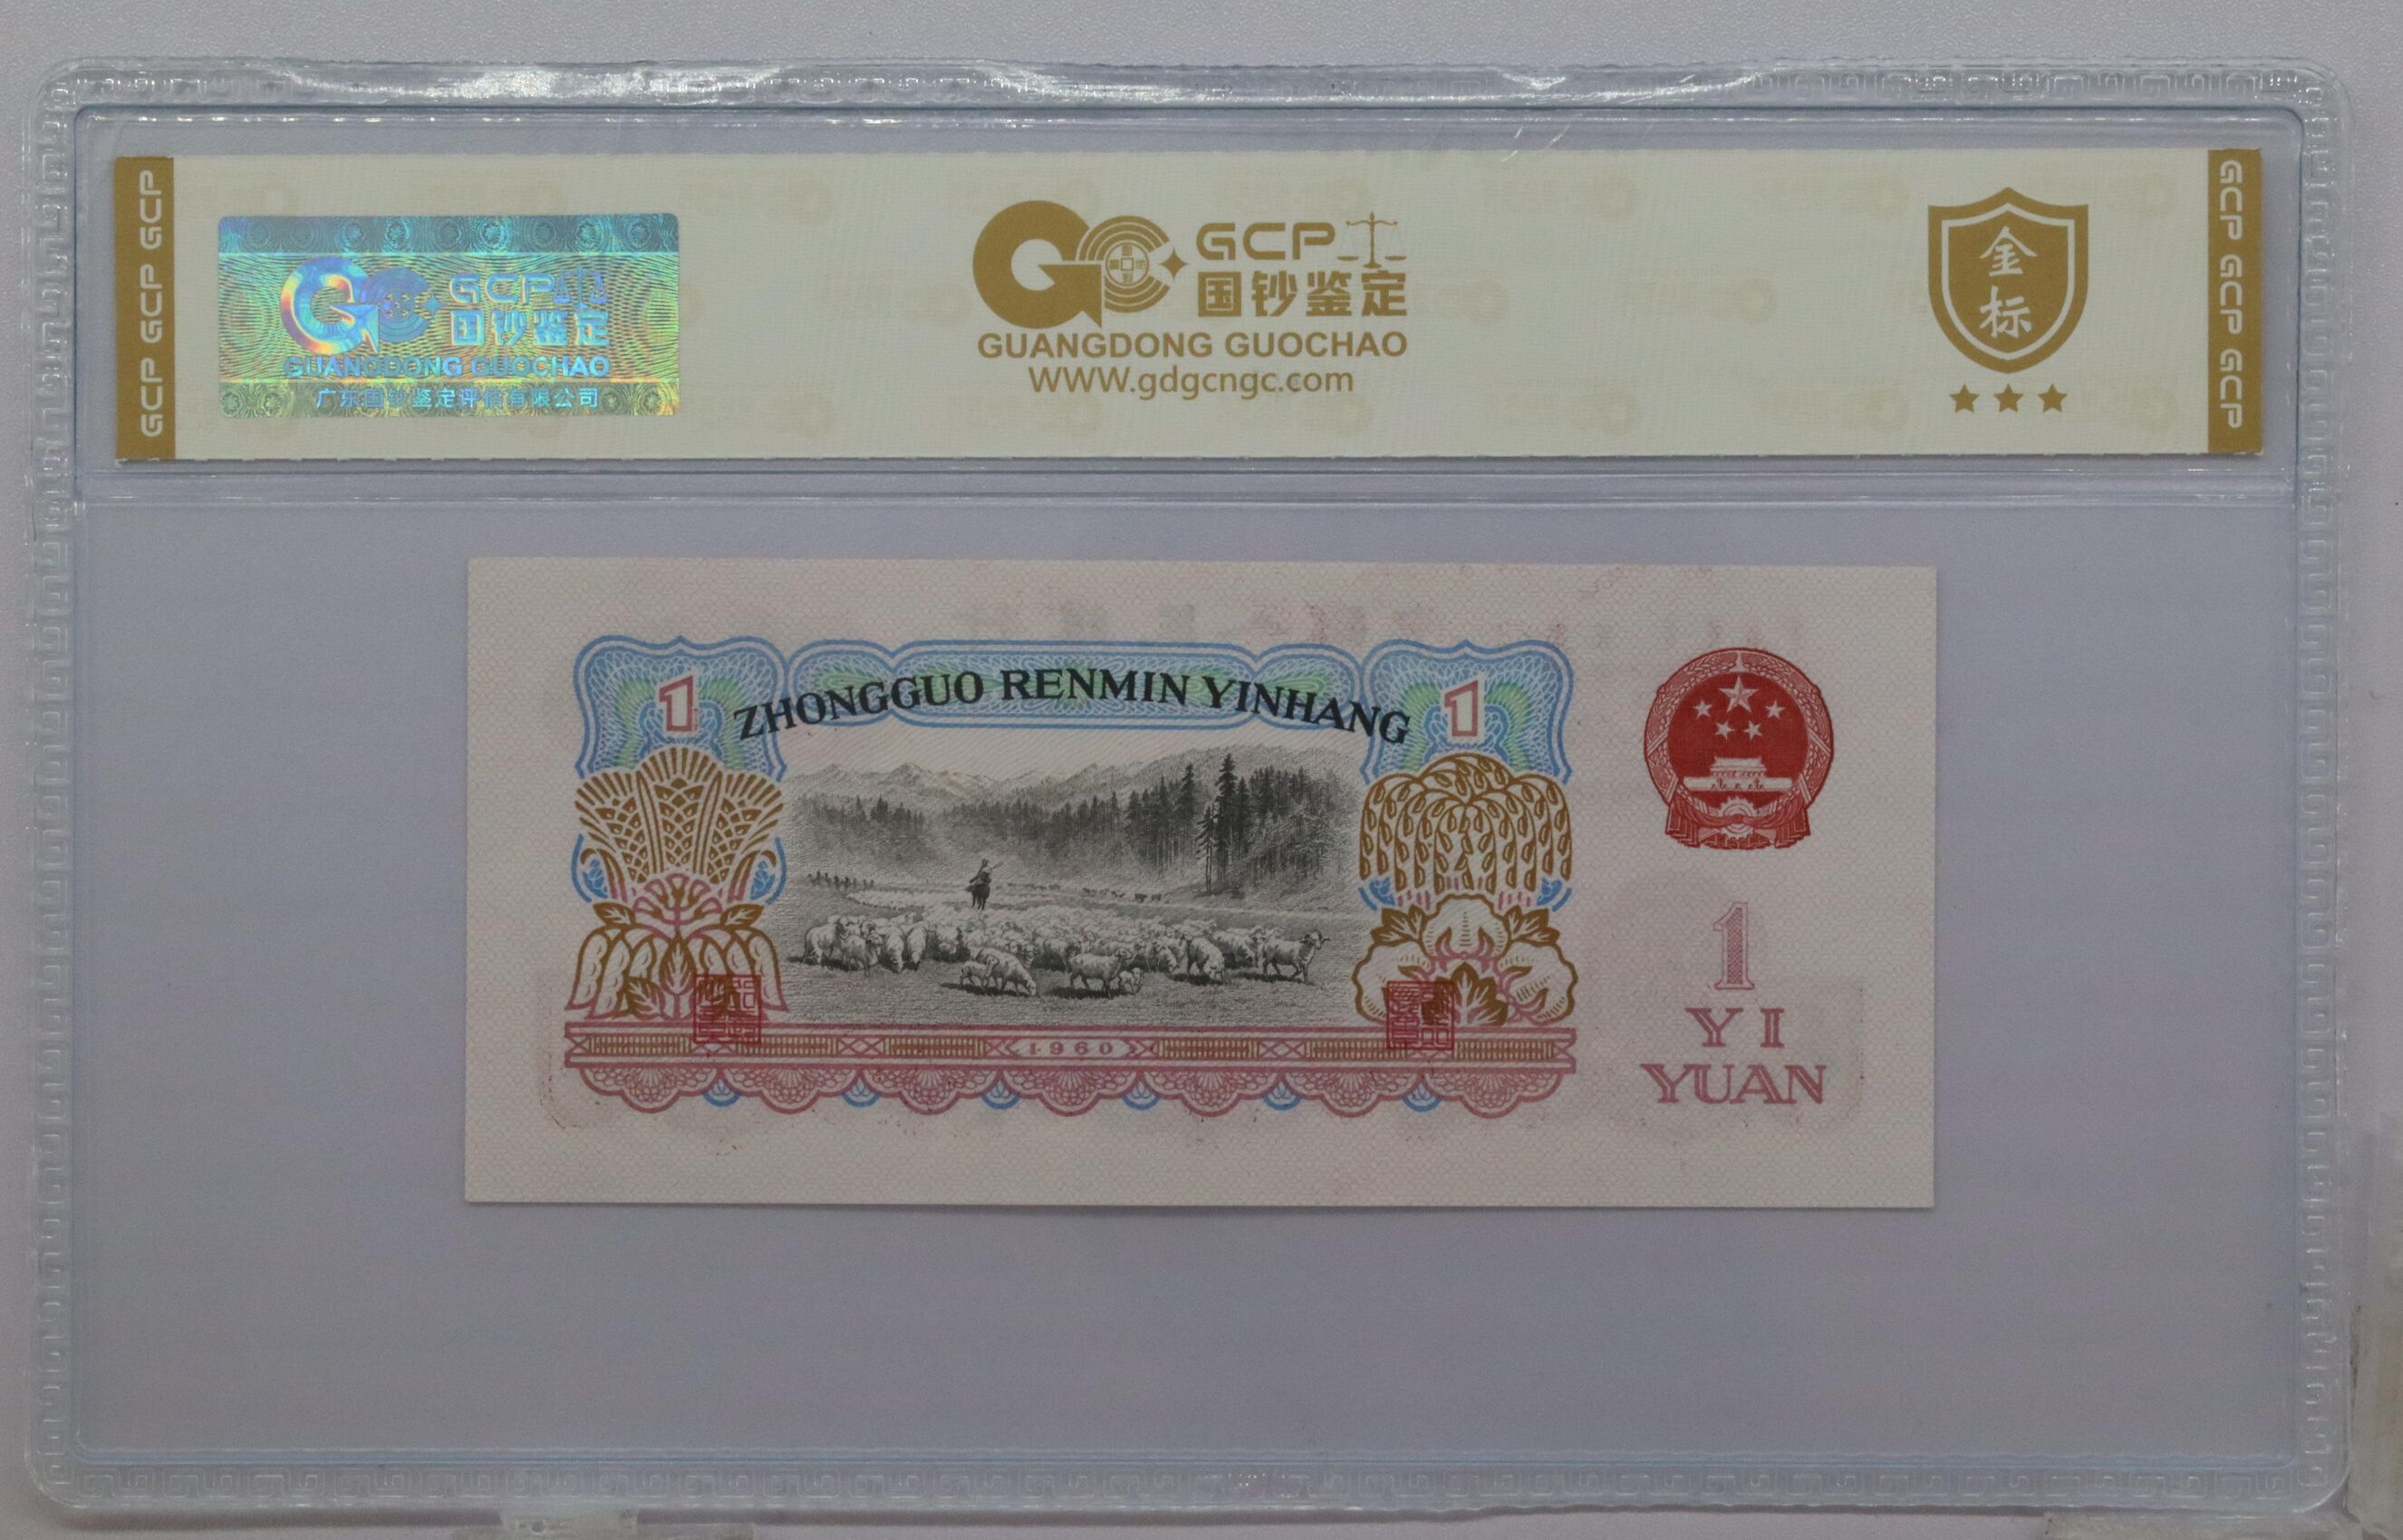 GCP GCP GCP
GCP
国钞鉴定
GUANGDONG GUOCHAO
广东国钞鉴定评估有限公司
GCP
国钞鉴定
GUANGDONG GUOCHAO
WWW.gdgcngc.com
金
标
GCP GCP GCP
1
ZHONGGUO RENMIN YINHANG
1
1960
1
YI
YUAN